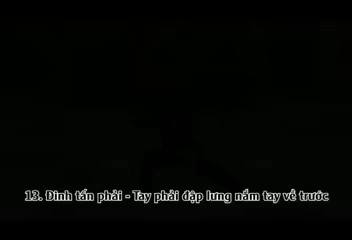 13. Đinh tấn phải - Tay phải đập lưng nắm tay về trước